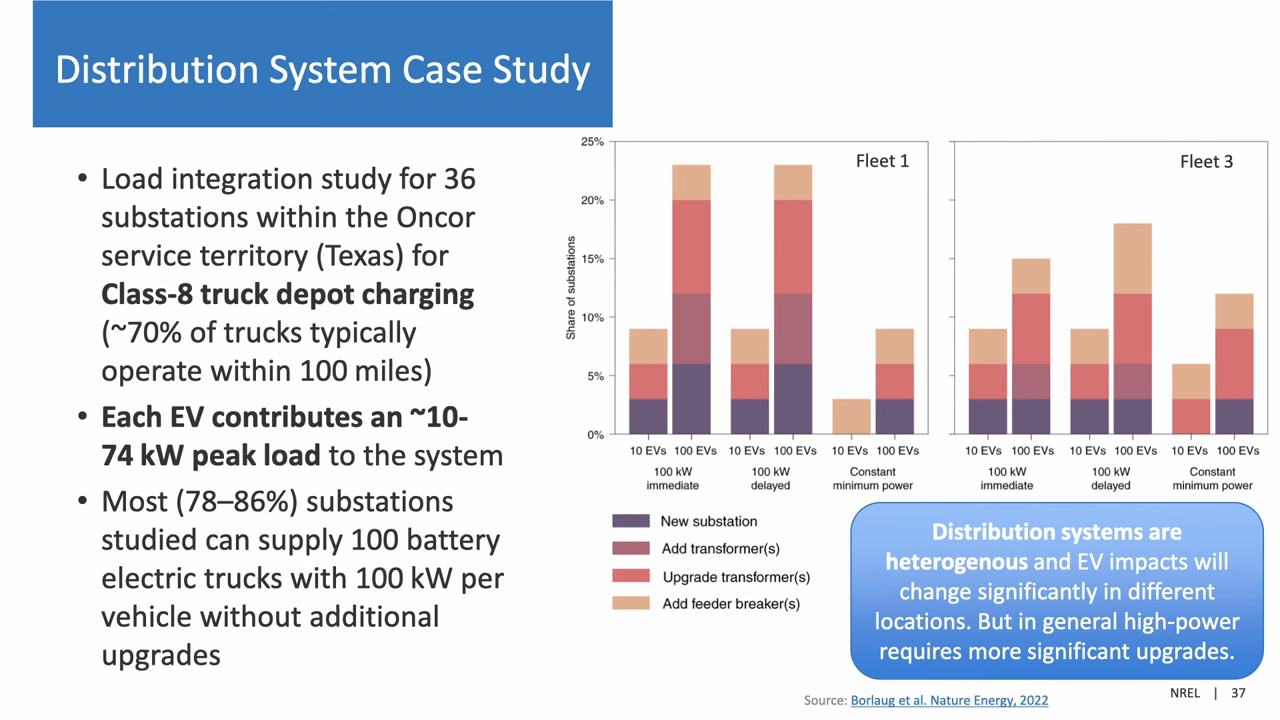 Distribution System Case Study
• Load integration study for 36
substations within the Oncor
service territory (Texas) for
Class-8 truck depot charging
(~70% of trucks typically
operate within 100 miles)
• Each EV contributes an ~10-
74 kW peak load to the system
• Most (78–86%) substations
studied can supply 100 battery
electric trucks with 100 kW per
vehicle without additional
upgrades
Share of substations
25%
20%
15%
10%
5%
0%
Fleet 1
10 EVs 100 EVs 10 EVs 100 EVs 10 EVs 100 EVs
100 kW immediate
100 kW delayed
Constant minimum power
Fleet 3
10 EVs 100 EVs 10 EVs 100 EVs 10 EVs 100 EVs
100 kW immediate
100 kW delayed
Constant minimum power
New substation
Add transformer(s)
Upgrade transformer(s)
Add feeder breaker(s)
Distribution systems are
heterogenous and EV impacts will
change significantly in different
locations. But in general high-power
requires more significant upgrades.
Source: Borlaug et al. Nature Energy, 2022
NREL | 37